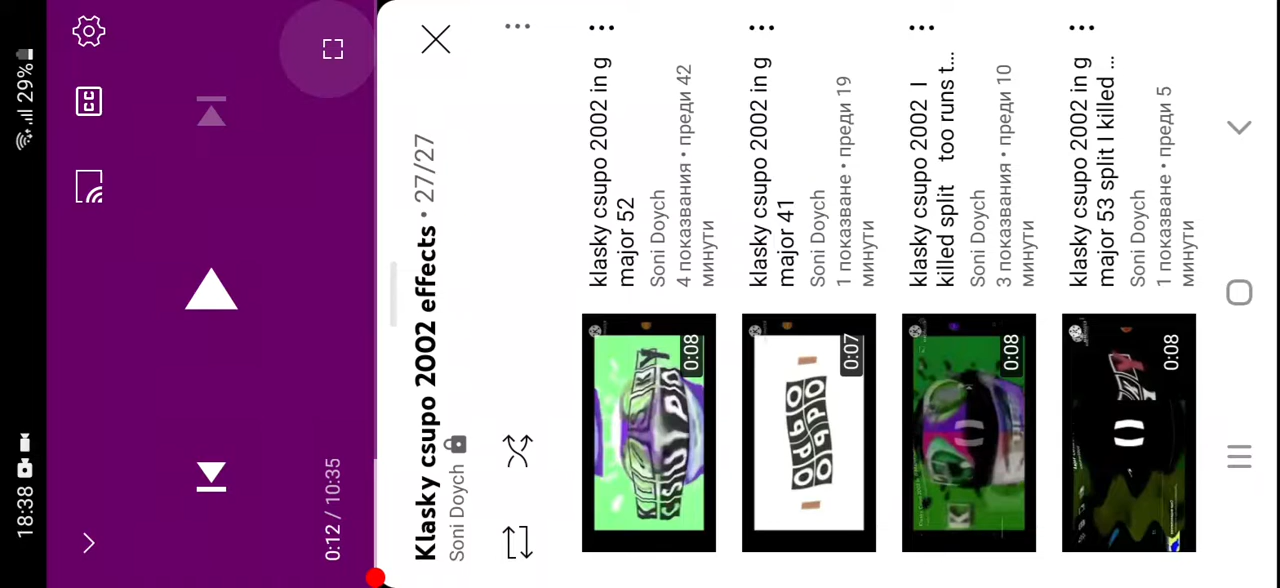 18:38
29%
0:12 / 10:35
Klasky csupo 2002 effects • 27/27
Soni Doych
klasky csupo 2002 in g
major 52
Soni Doych
4 показвания • преди 42
минути
0:08
klasky csupo 2002 in g
major 41
Soni Doych
1 показване • преди 19
минути
0:07
klasky csupo 2002 I
killed split too runs t...
Soni Doych
3 показвания • преди 10
минути
0:08
klasky csupo 2002 in g
major 53 split I killed ...
Soni Doych
1 показване • преди 5
минути
0:08